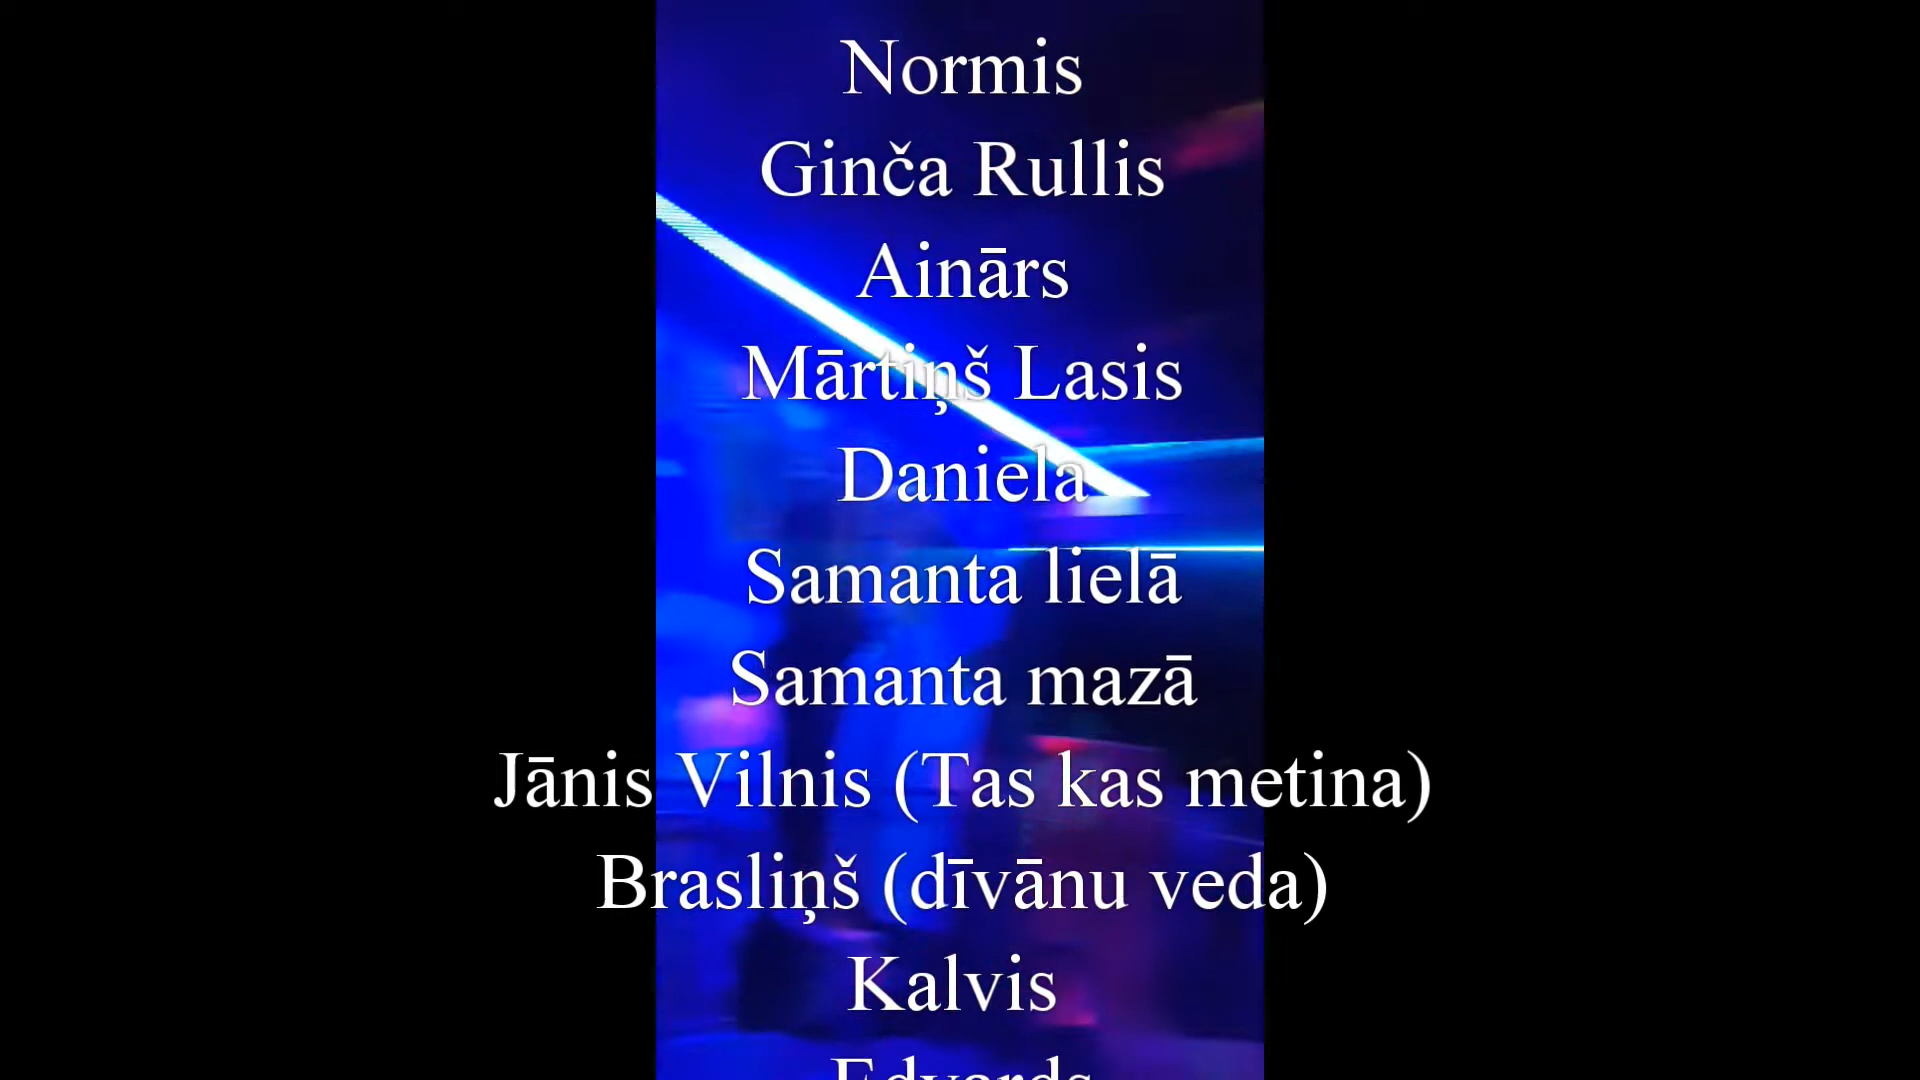 Normis
Ginča Rullis
Ainārs
Mārtiņš Lasis
Daniela
Samanta lielā
Samanta mazā
Jānis Vilnis (Tas kas metina)
Brasliņš (dīvānu veda)
Kalvis
Edvards